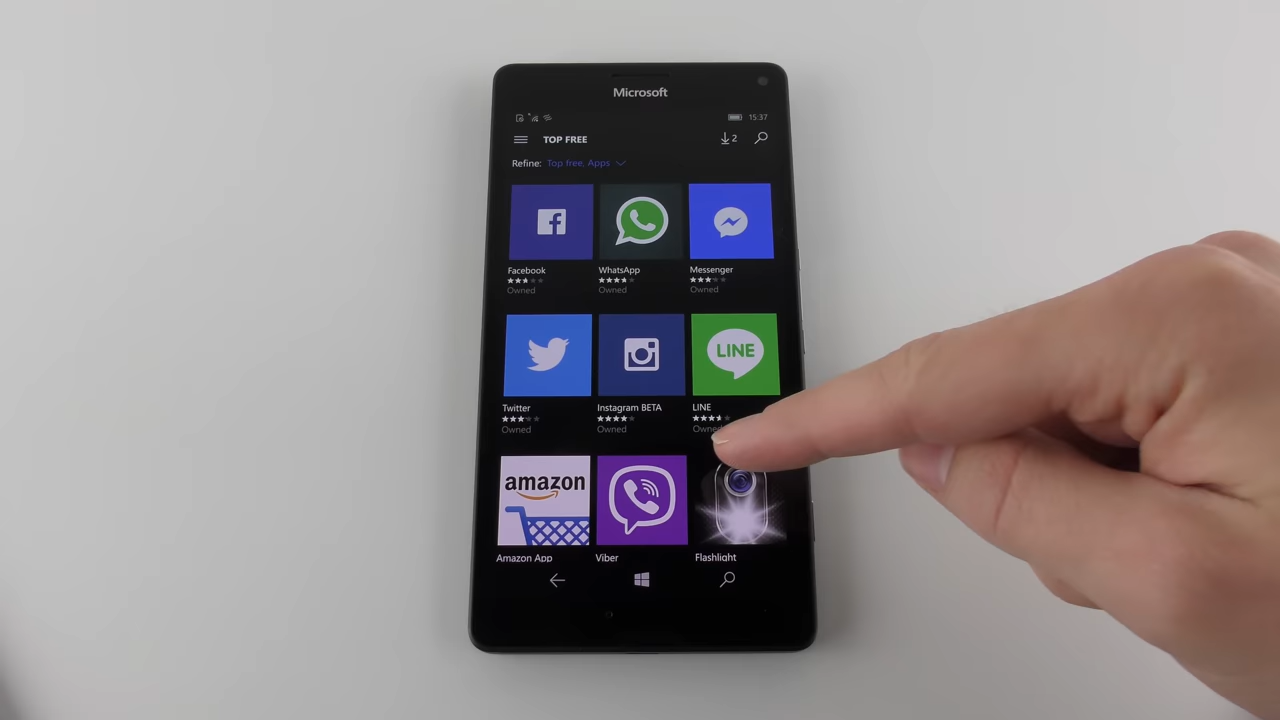 Microsoft
15:37
TOP FREE
2
Refine: Top free, Apps
Facebook
WhatsApp
Messenger
Owned
Owned
Owned
LINE
Twitter
Instagram BETA
LINE
Owned
Owned
Owned
amazon
Amazon App
Viber
Flashlight